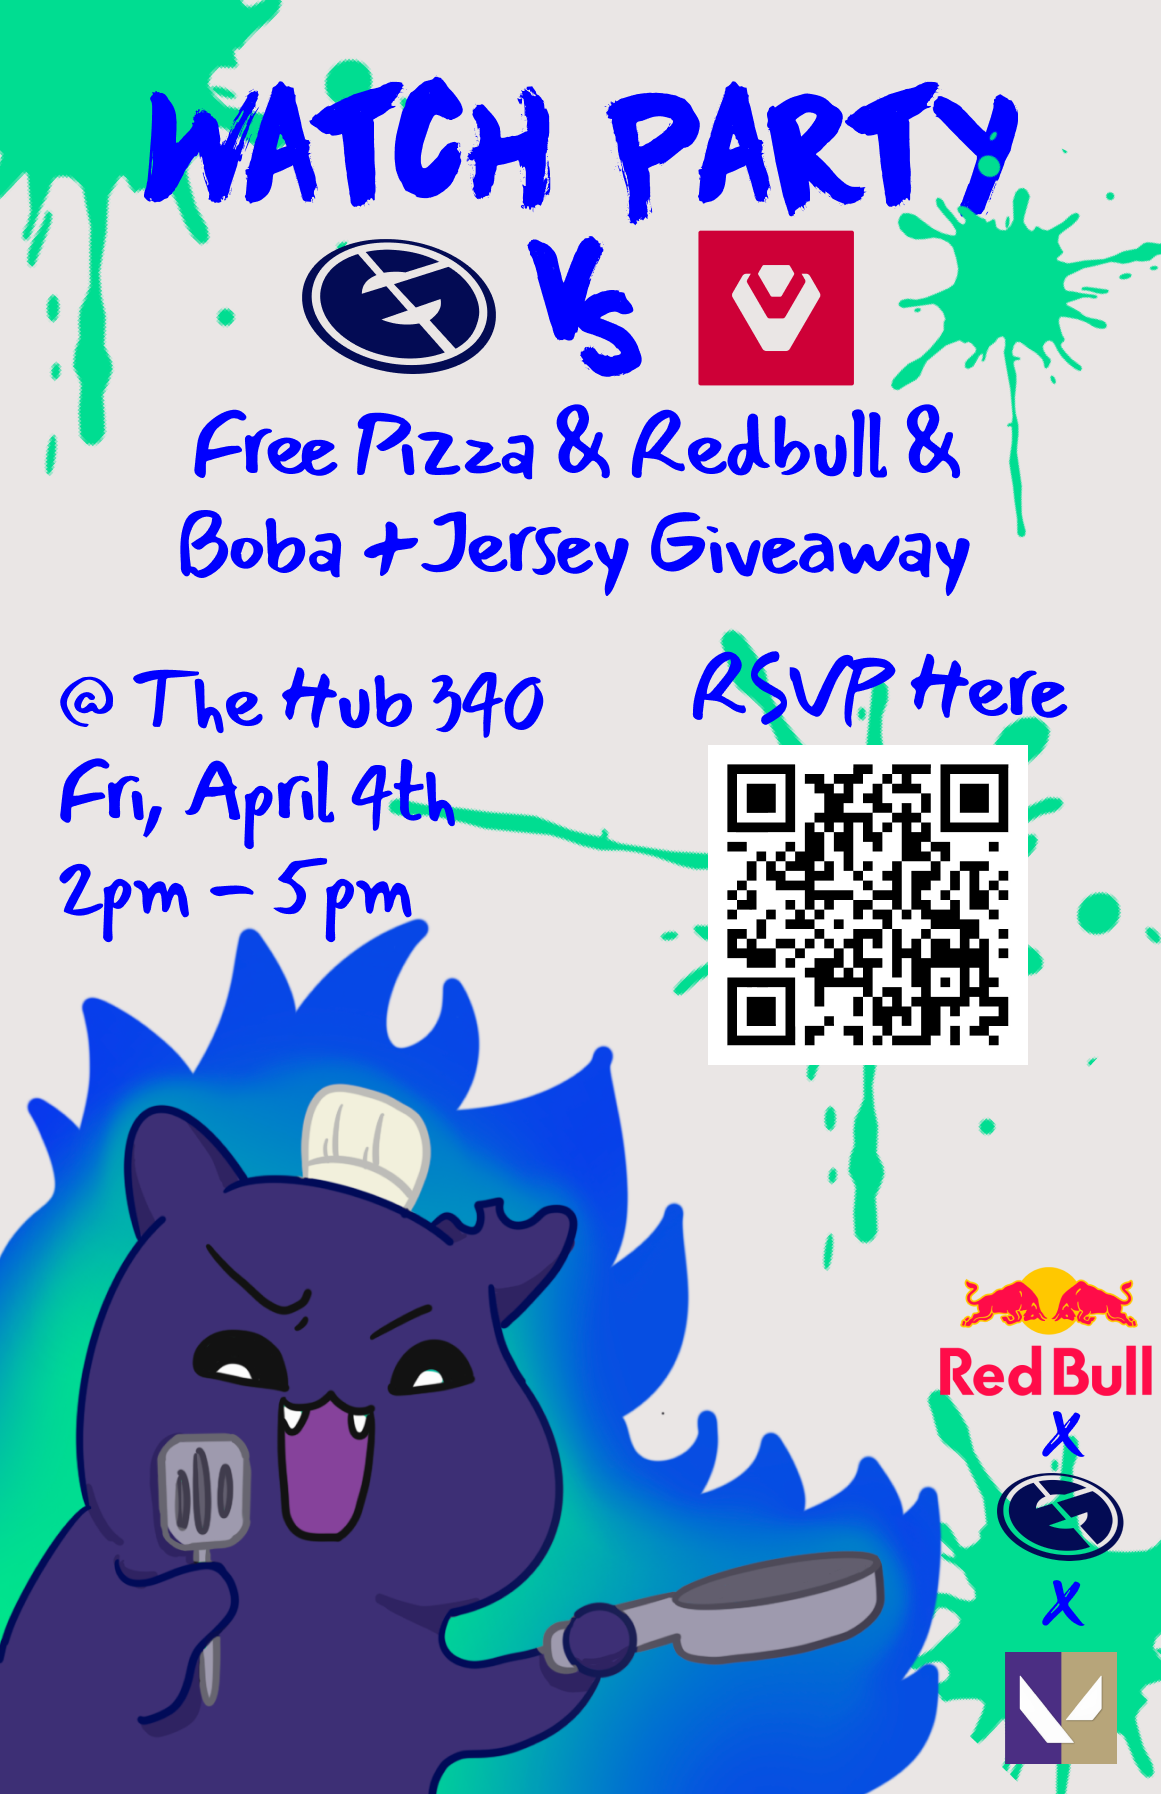 WATCH PARTY
VS
Free Pizza & Redbull &
Boba + Jersey Giveaway
@ The Hub 340
Fri, April 4th
2pm - 5pm
RSVP Here
Red Bull
X
X